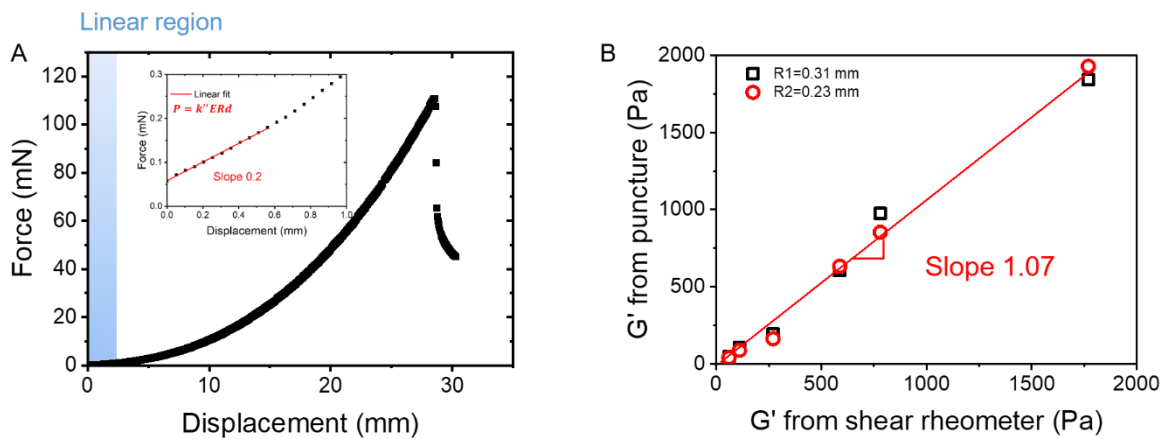 Linear region
A
Force (mN)
120
100
80
60
40
20
0
0
10
20
30
Displacement (mm)
Force (mN)
0.3
0.2
0.1
0.0
0.0
0.2
0.4
0.6
0.8
1.0
Displacement (mm)
Linear fit
P = k''ERd
Slope 0.2
B
G' from puncture (Pa)
2000
1500
1000
500
0
0
500
1000
1500
2000
G' from shear rheometer (Pa)
R1=0.31 mm
R2=0.23 mm
Slope 1.07